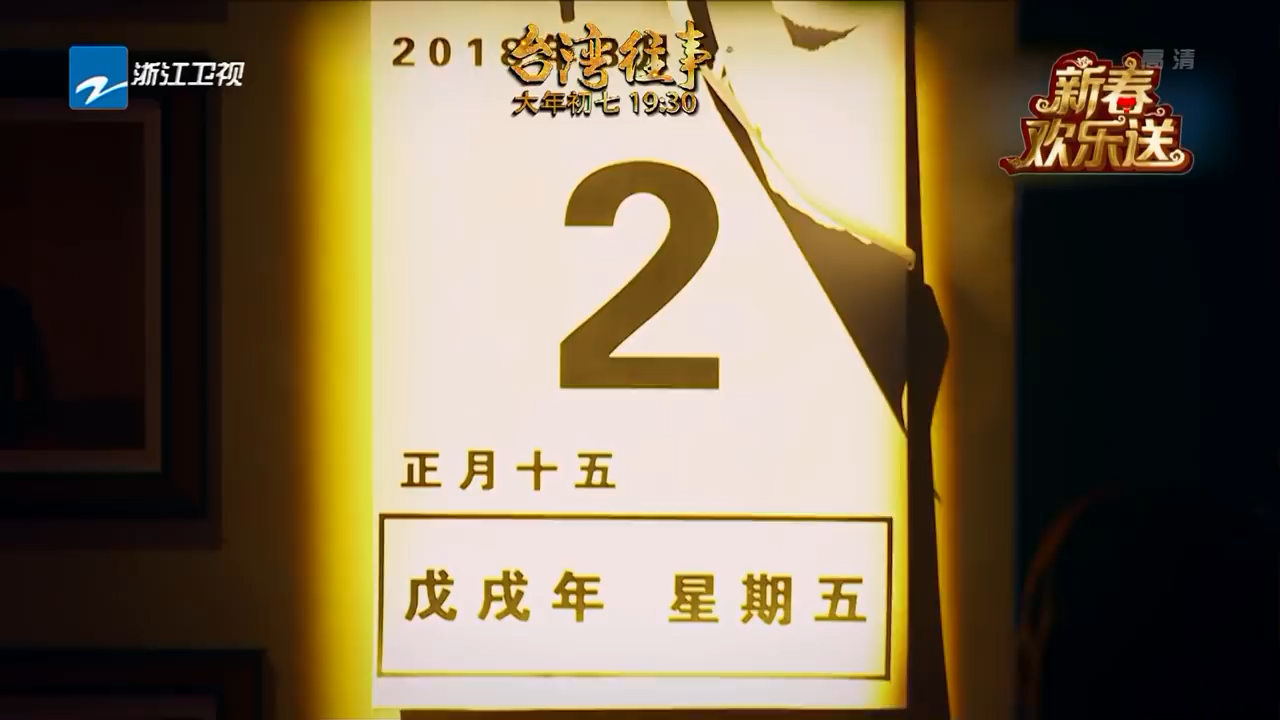 浙江卫视
2018
台湾往事
大年初七 19:30
高清
新春
欢乐送
2
正月十五
戊戌年 星期五